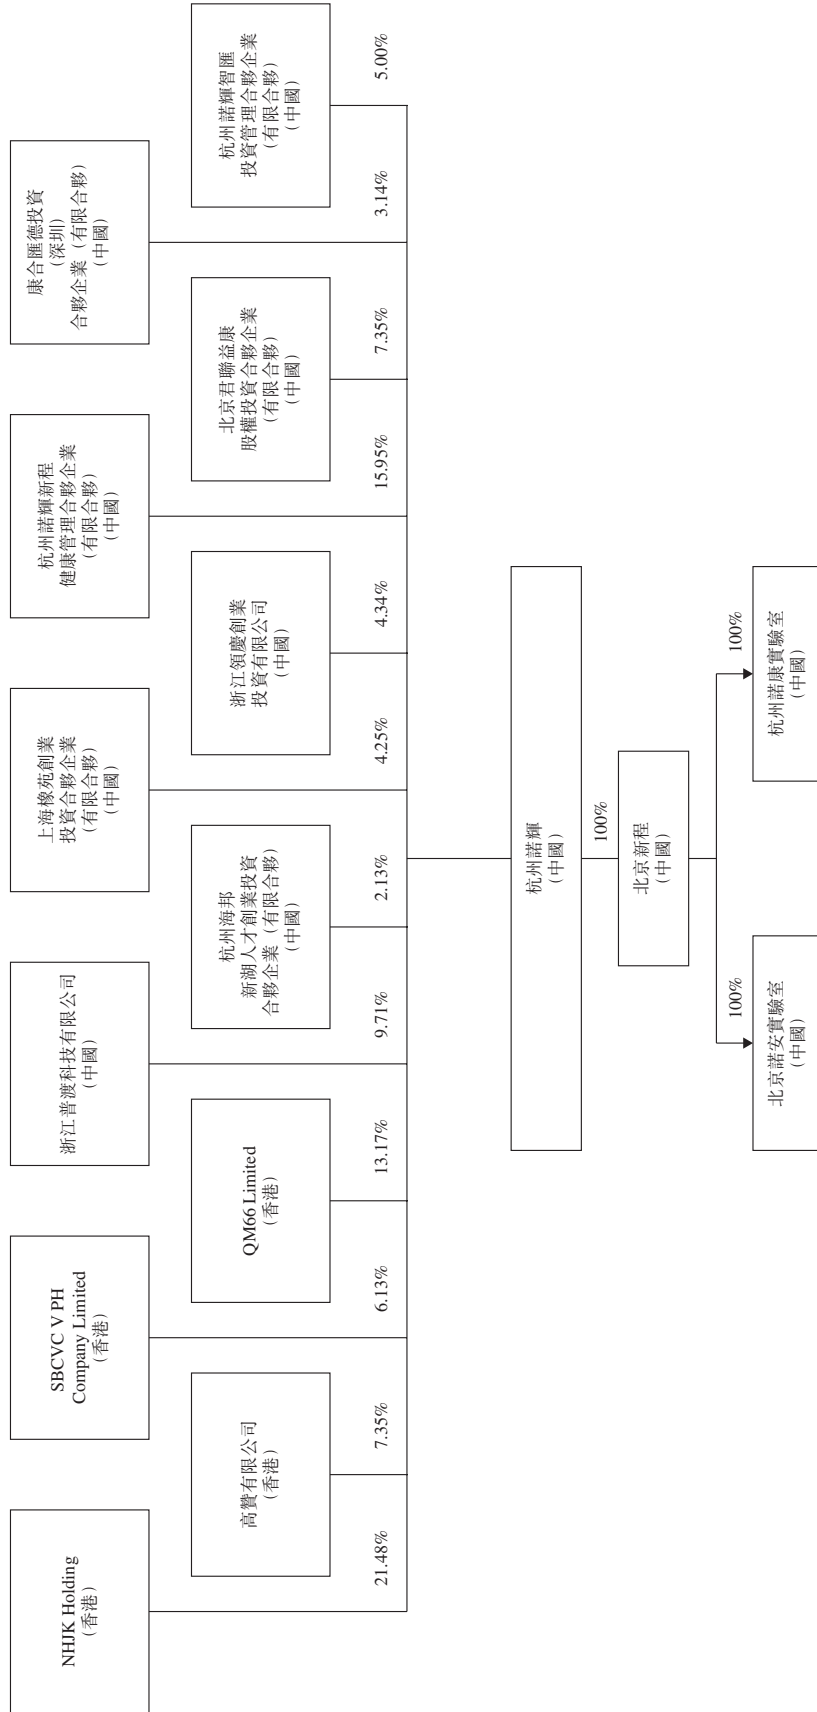 NHJK Holding
（香港）
SBCVC V PH
Company Limited
（香港）
浙江普渡科技有限公司
（中國）
上海橡苑創業
投資合夥企業
（有限合夥）
（中國）
杭州諾輝新程
健康管理合夥企業
（有限合夥）
（中國）
康合匯德投資
（深圳）
合夥企業（有限合夥）
（中國）
高贊有限公司
（香港）
QM66 Limited
（香港）
杭州海邦
新湖人才創業投資
合夥企業（有限合夥）
（中國）
浙江領慶創業
投資有限公司
（中國）
北京君聯益康
股權投資合夥企業
（有限合夥）
（中國）
杭州諾輝智匯
投資管理合夥企業
（有限合夥）
（中國）
21.48%
7.35%
6.13%
13.17%
9.71%
2.13%
4.25%
4.34%
15.95%
7.35%
3.14%
5.00%
杭州諾輝
（中國）
100%
北京新程
（中國）
100%
100%
北京諾安實驗室
（中國）
杭州諾康實驗室
（中國）